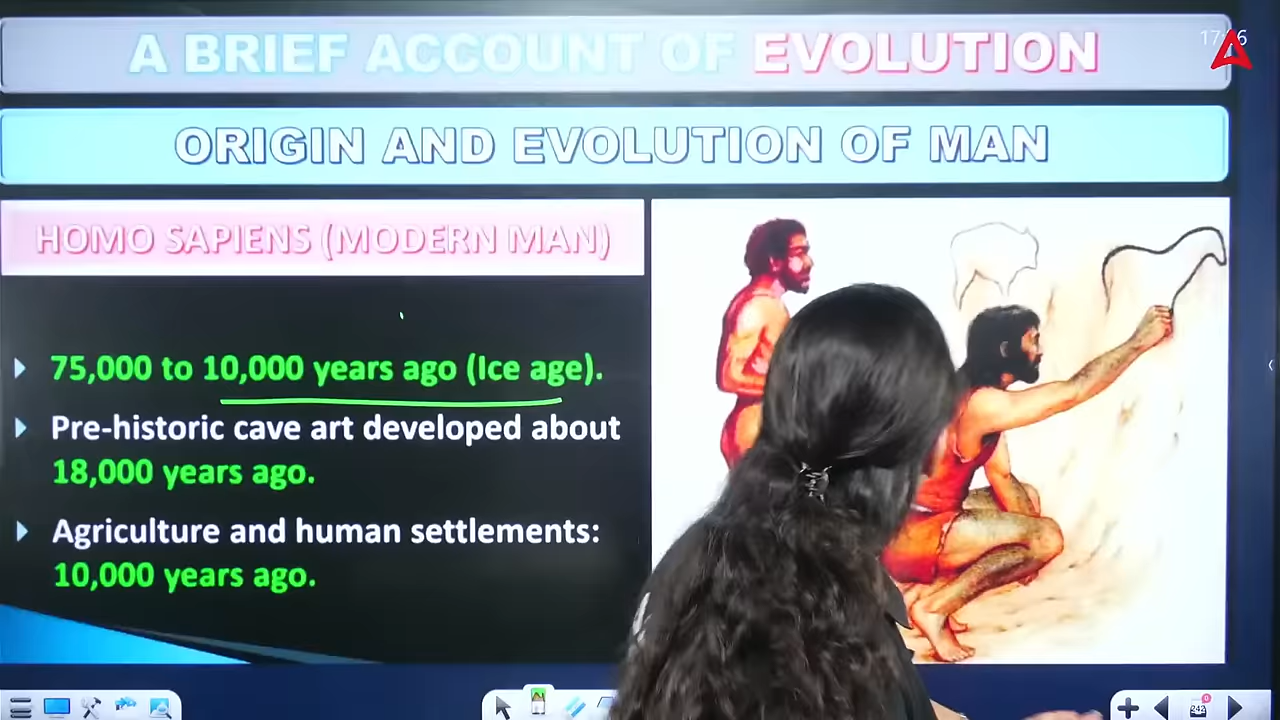 A BRIEF ACCOUNT OF EVOLUTION
ORIGIN AND EVOLUTION OF MAN
HOMO SAPIENS (MODERN MAN)
75,000 to 10,000 years ago (Ice age).
Pre-historic cave art developed about
18,000 years ago.
Agriculture and human settlements:
10,000 years ago.
242